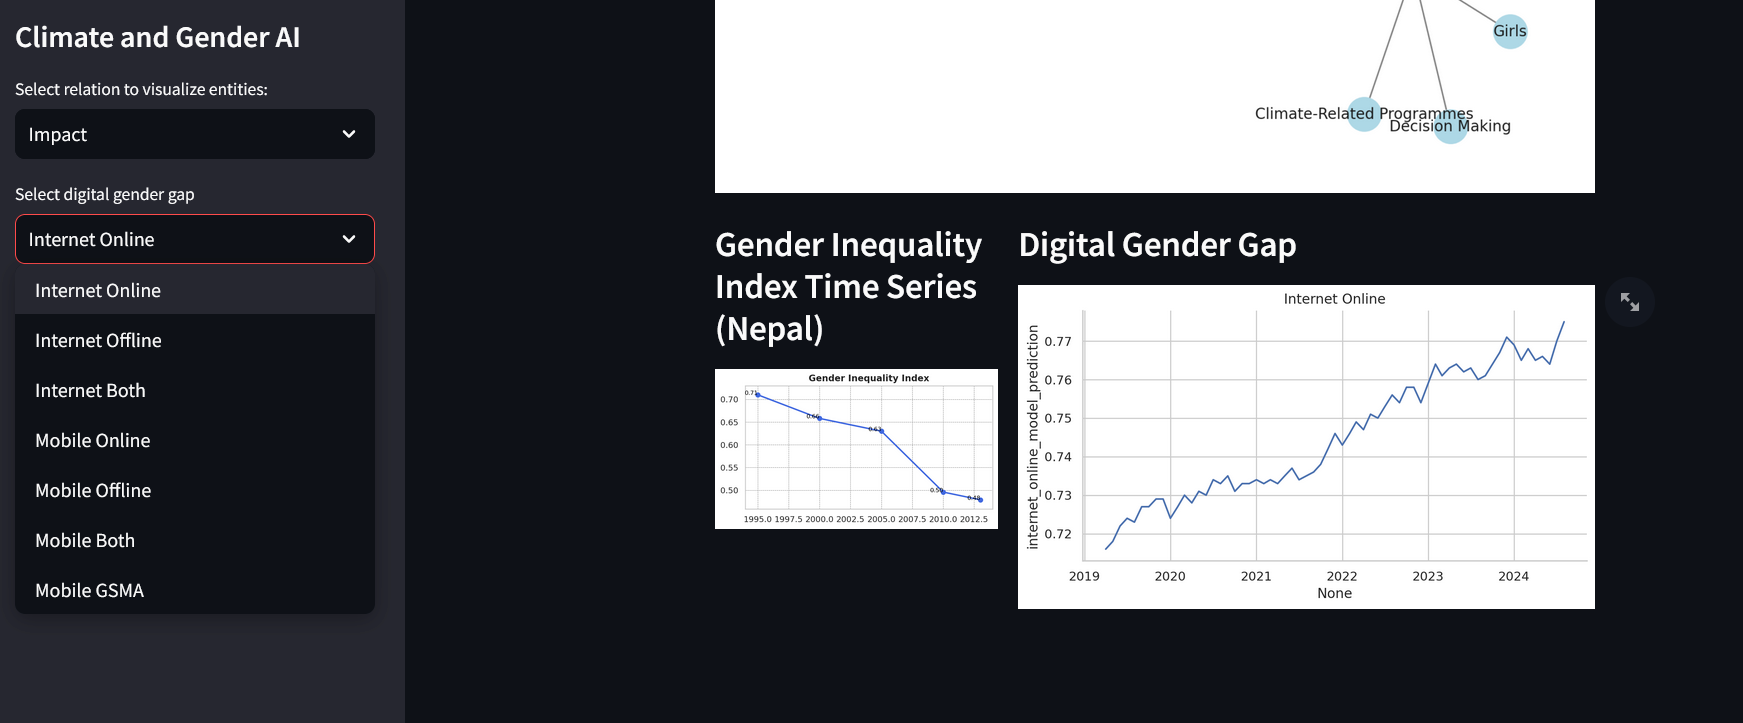 Climate and Gender AI
Select relation to visualize entities:
Impact
Select digital gender gap
Internet Online
Internet Online
Internet Offline
Internet Both
Mobile Online
Mobile Offline
Mobile Both
Mobile GSMA
Girls
Climate-Related Programmes
Decision Making
Gender Inequality
Index Time Series
(Nepal)
Gender Inequality Index
0.71
0.66
0.63
0.50
0.48
0.70
0.65
0.60
0.55
0.50
1995.0 1997.5 2000.0 2002.5 2005.0 2007.5 2010.0 2012.5
Digital Gender Gap
Internet Online
internet_online_model_prediction
0.77
0.76
0.75
0.74
0.73
0.72
2019 2020 2021 2022 2023 2024
None